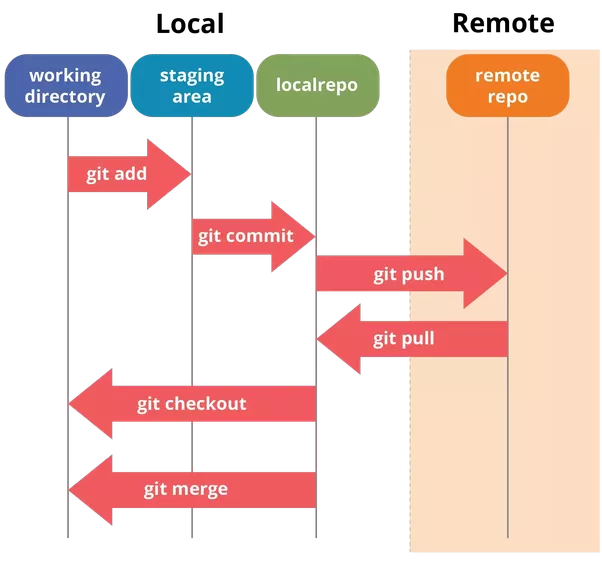 Local
Remote
working
directory
staging
area
localrepo
remote
repo
git add
git commit
git push
git pull
git checkout
git merge